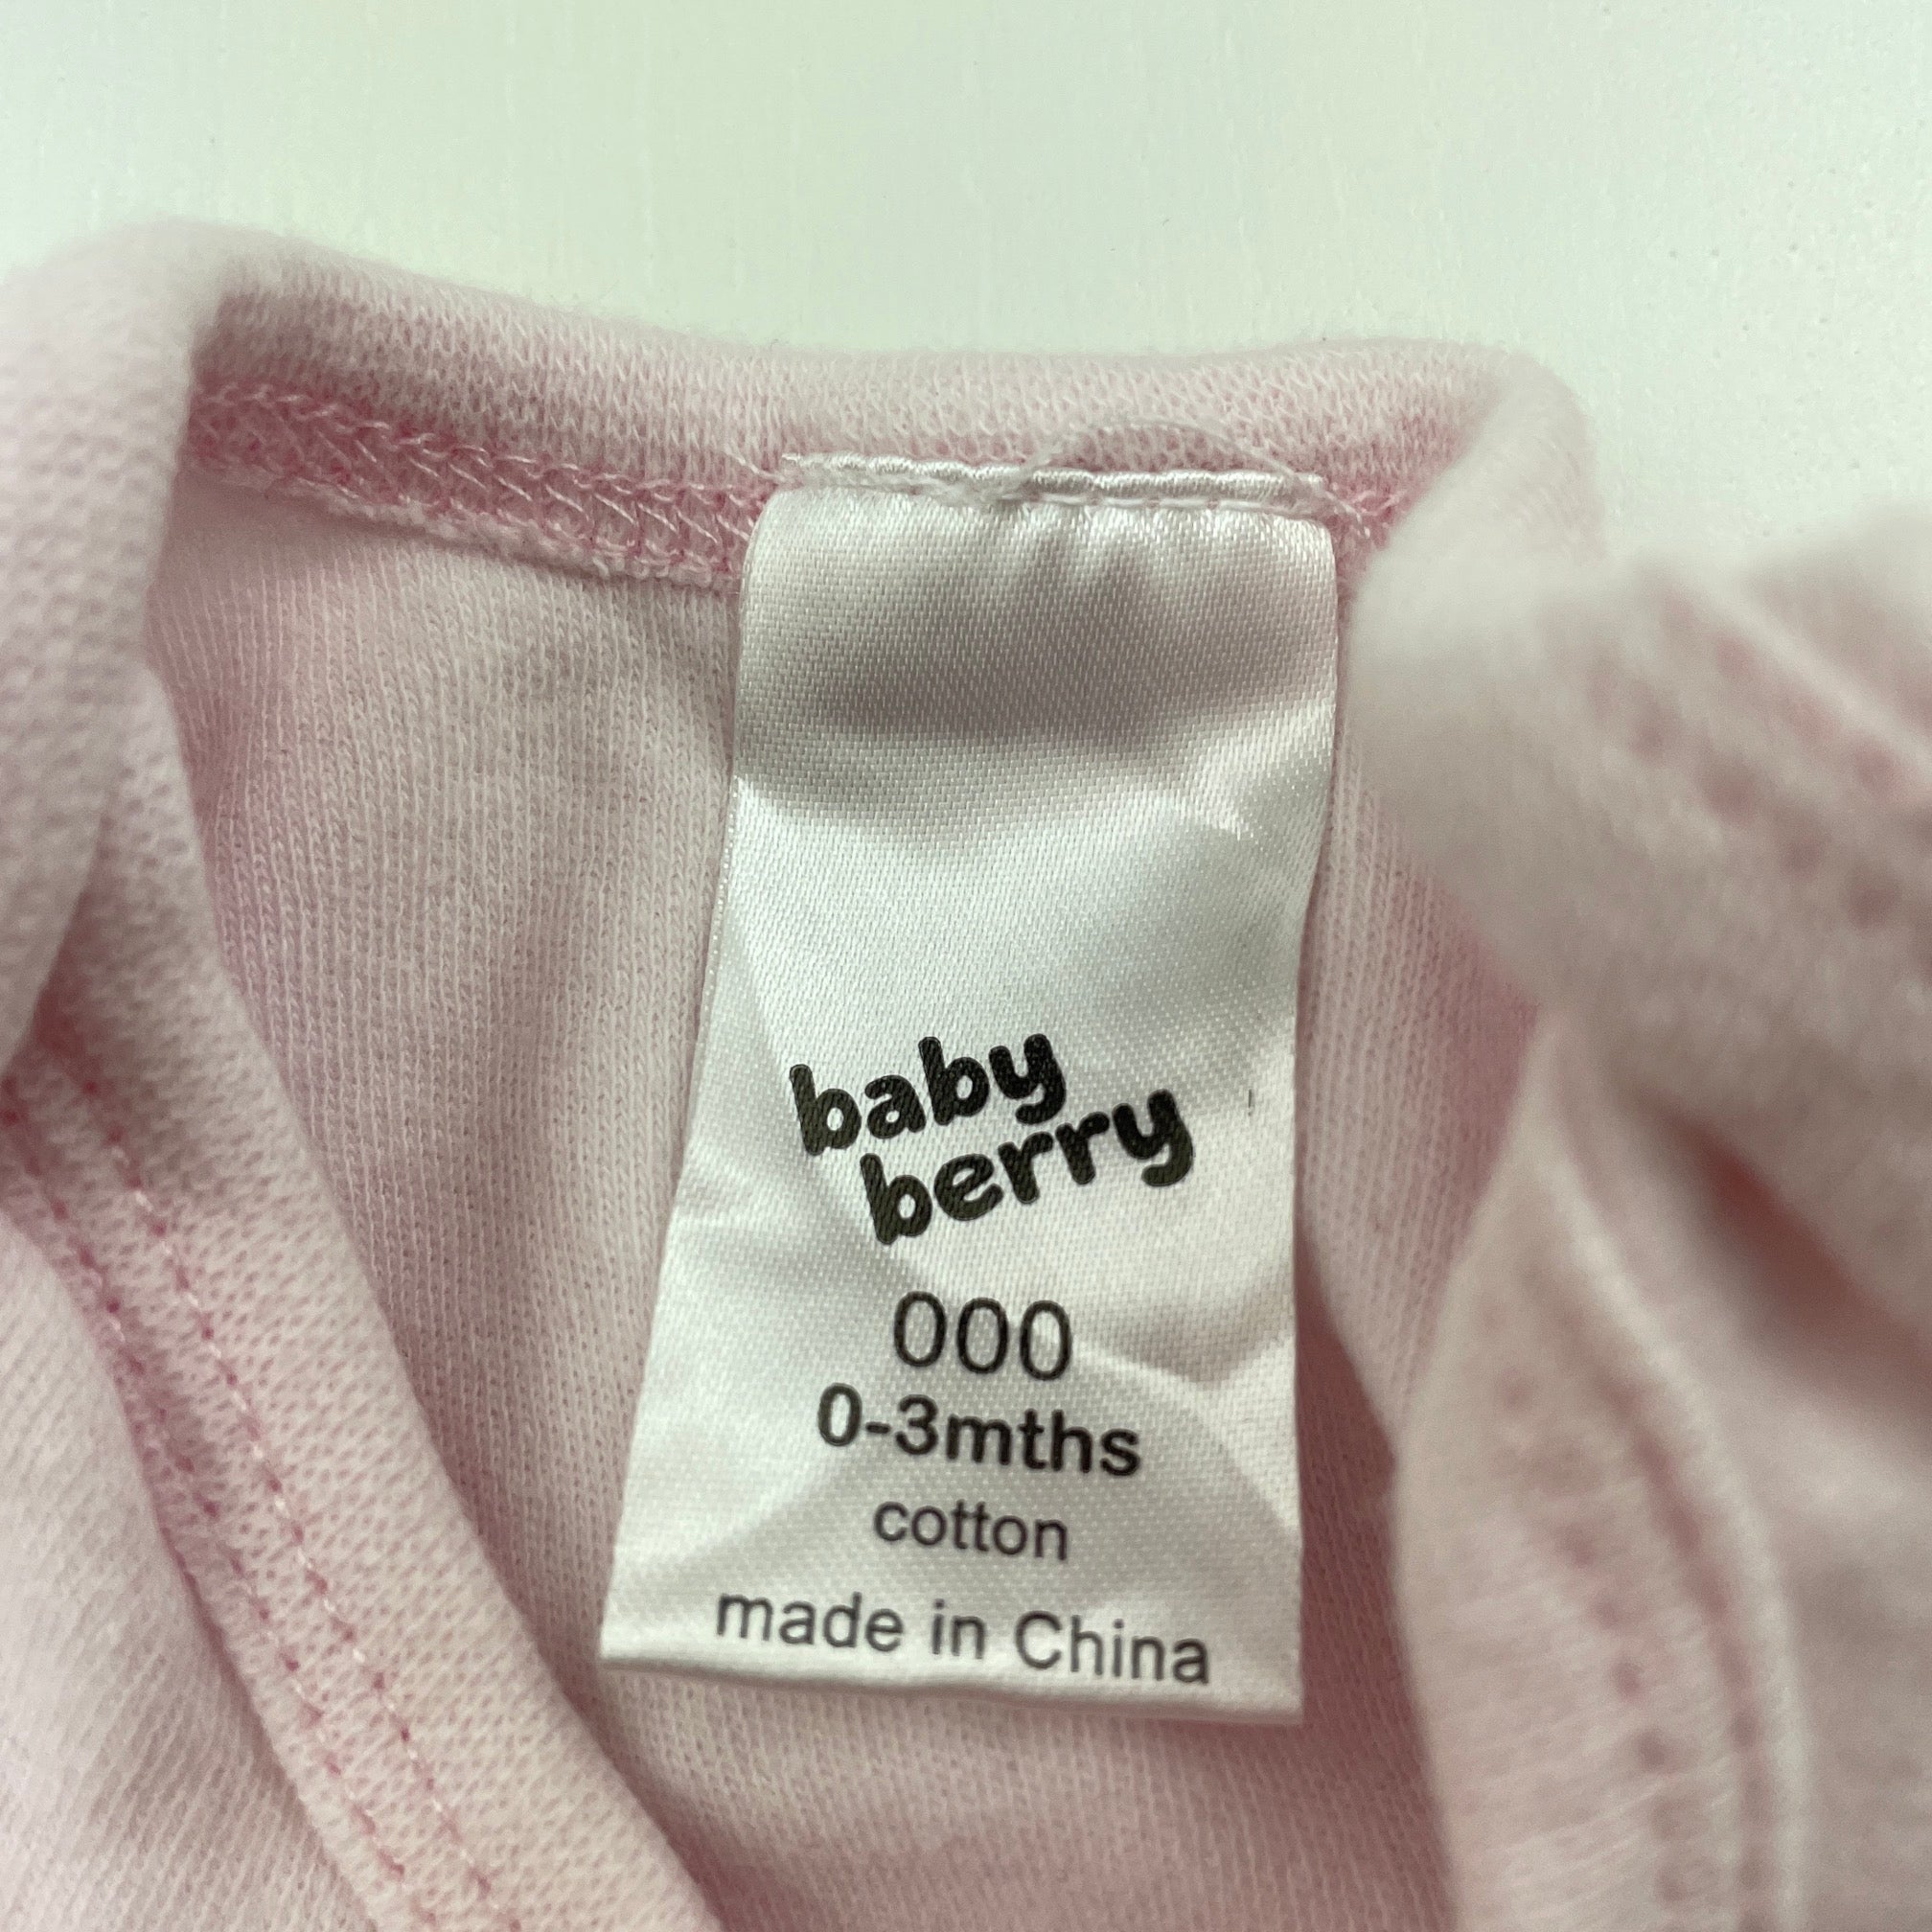 baby
berry
000
0-3mths
cotton
made in China